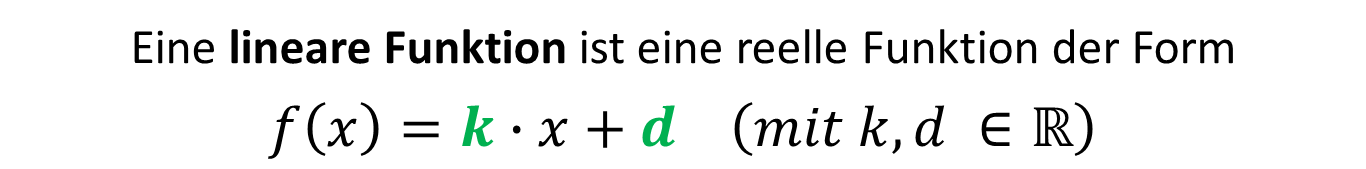 Eine lineare Funktion ist eine reelle Funktion der Form
f(x) = k · x + d (mit k, d ∈ ℝ)